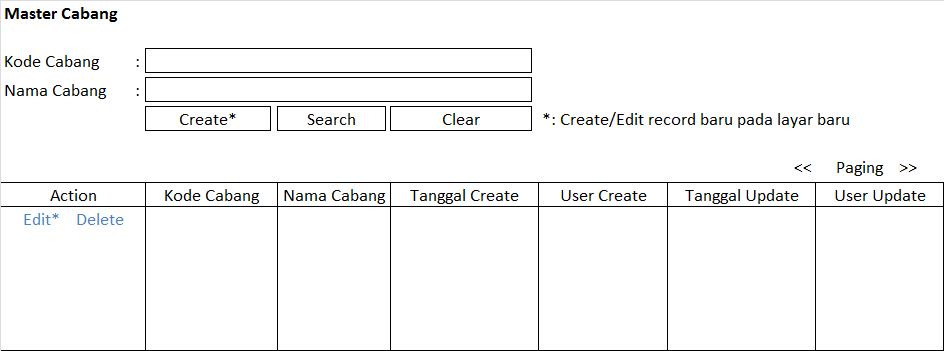 Master Cabang
Kode Cabang :
Nama Cabang :
Create* Search Clear *: Create/Edit record baru pada layar baru
<< Paging >>
Action Kode Cabang Nama Cabang Tanggal Create User Create Tanggal Update User Update
Edit* Delete